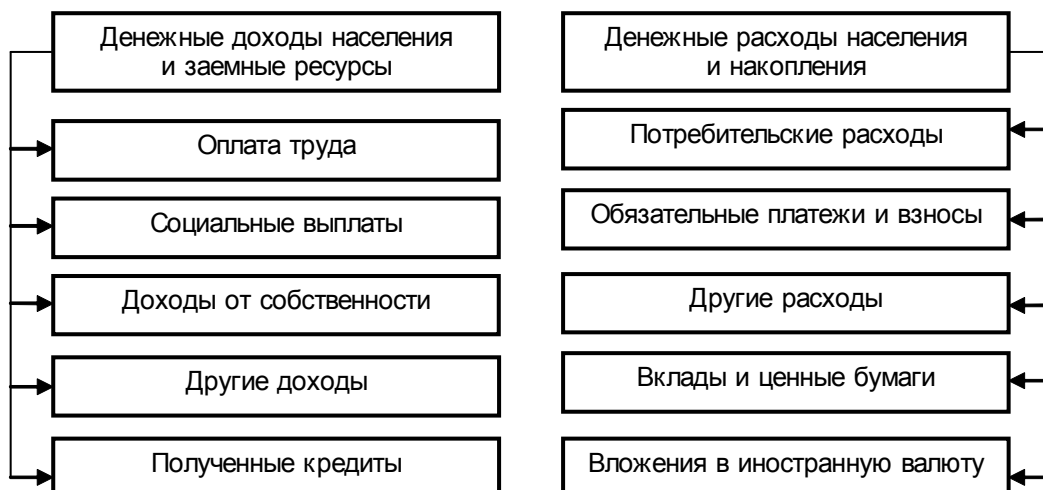 Денежные доходы населения
и заемные ресурсы
Оплата труда
Социальные выплаты
Доходы от собственности
Другие доходы
Полученные кредиты
Денежные расходы населения
и накопления
Потребительские расходы
Обязательные платежи и взносы
Другие расходы
Вклады и ценные бумаги
Вложения в иностранную валюту